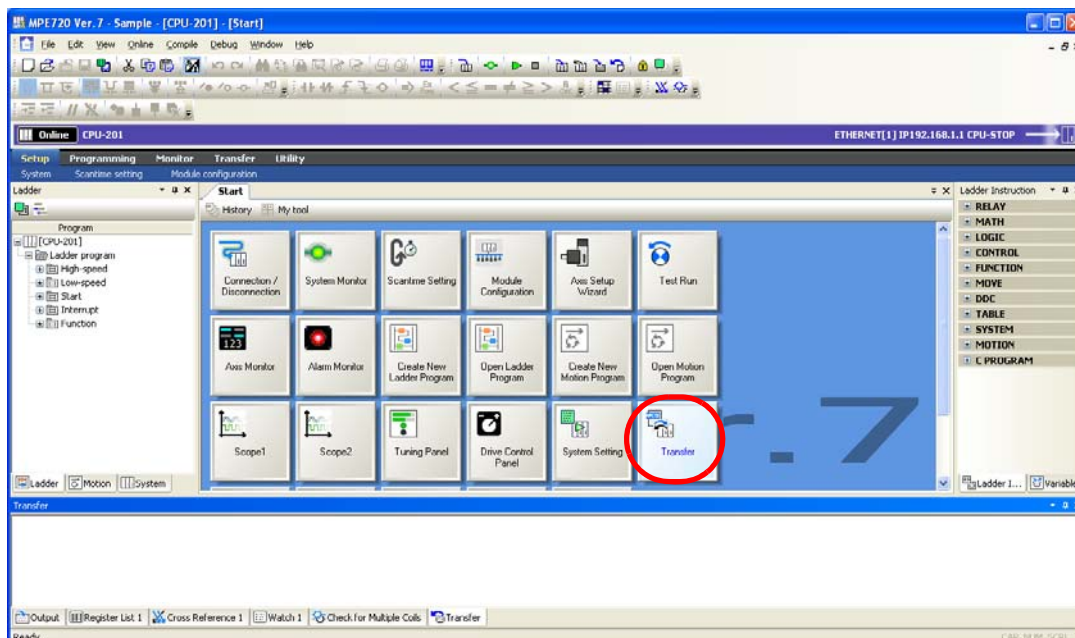 MPE720 Ver. 7 - Sample - [CPU-201] - [Start]
File Edit View Online Compile Debug Window Help
Online CPU-201 ETHERNET[1] IP192.168.1.1 CPU-STOP
Setup Programming Monitor Transfer Utility
System Scantime setting Module configuration
Ladder
Program
[CPU-201]
Ladder program
High-speed
Low-speed
Start
Interrupt
Function
Ladder Motion System
Start
History My tool
Connection / Disconnection
System Monitor
Scantime Setting
Module Configuration
Axis Setup Wizard
Test Run
123
Axis Monitor
Alarm Monitor
Create New Ladder Program
Open Ladder Program
Create New Motion Program
Open Motion Program
Scope1
Scope2
Tuning Panel
Drive Control Panel
System Setting
Transfer
r.7
Ladder Instruction
RELAY
MATH
LOGIC
CONTROL
FUNCTION
MOVE
DDC
TABLE
SYSTEM
MOTION
C PROGRAM
Ladder I... Variable
Transfer
Output Register List 1 Cross Reference 1 Watch 1 Check for Multiple Coils Transfer
Ready CAP NUM SCRL